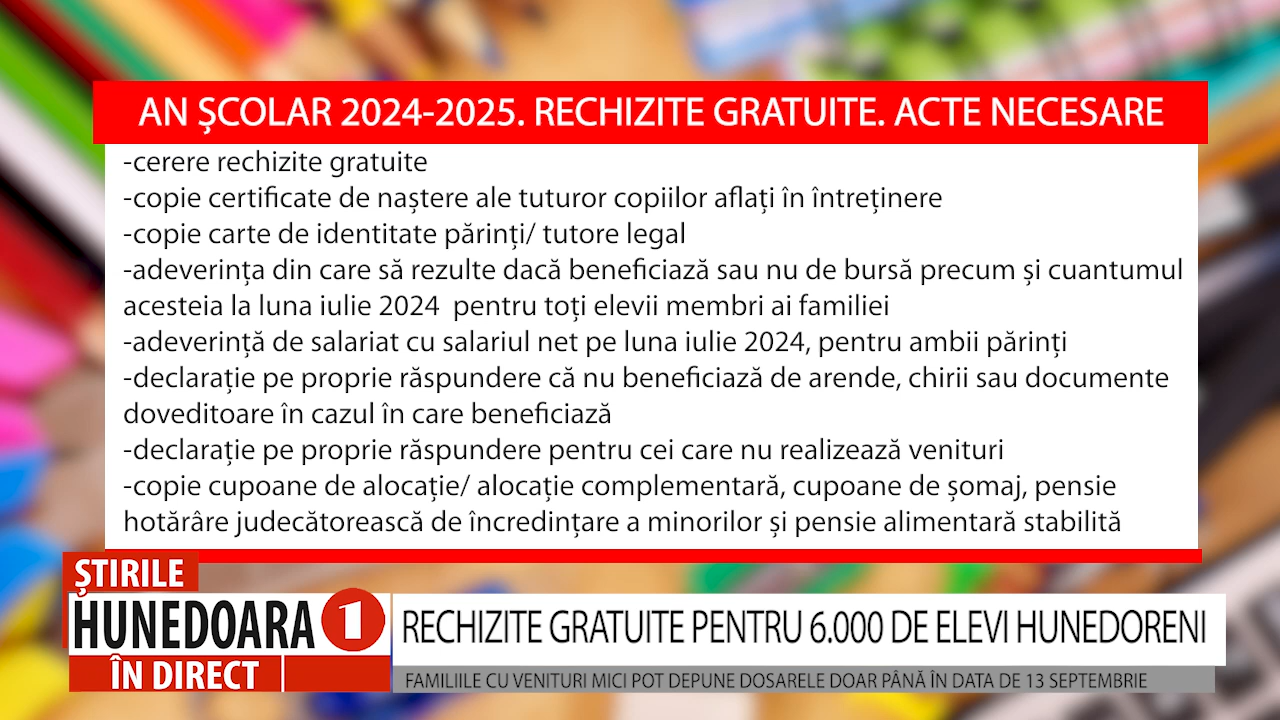 AN ȘCOLAR 2024-2025. RECHIZITE GRATUITE. ACTE NECESARE
-cerere rechizite gratuite
-copie certificate de naștere ale tuturor copiilor aflați în întreținere
-copie carte de identitate părinți/ tutore legal
-adeverința din care să rezulte dacă beneficiază sau nu de bursă precum și cuantumul
acesteia la luna iulie 2024  pentru toți elevii membri ai familiei
-adeverință de salariat cu salariul net pe luna iulie 2024, pentru ambii părinți
-declarație pe proprie răspundere că nu beneficiază de arende, chirii sau documente
doveditoare în cazul în care beneficiază
-declarație pe proprie răspundere pentru cei care nu realizează venituri
-copie cupoane de alocație/ alocație complementară, cupoane de șomaj, pensie
hotărâre judecătorească de încredințare a minorilor și pensie alimentară stabilită
ȘTIRILE
HUNEDOARA 1
ÎN DIRECT
RECHIZITE GRATUITE PENTRU 6.000 DE ELEVI HUNEDORENI
FAMILIILE CU VENITURI MICI POT DEPUNE DOSARELE DOAR PÂNĂ ÎN DATA DE 13 SEPTEMBRIE